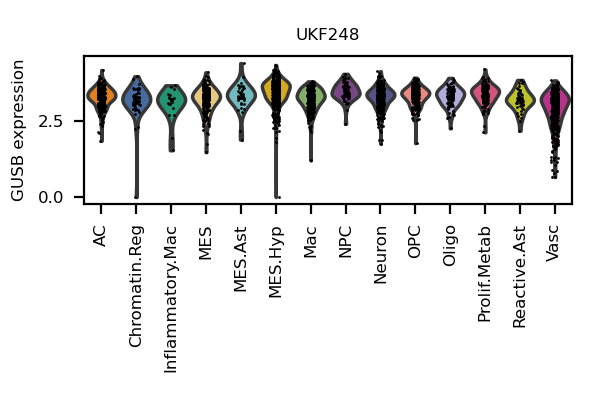 UKF248
GUSB expression
2.5
0.0
AC
Chromatin.Reg
Inflammatory.Mac
MES
MES.Ast
MES.Hyp
Mac
NPC
Neuron
OPC
Oligo
Prolif.Metab
Reactive.Ast
Vasc